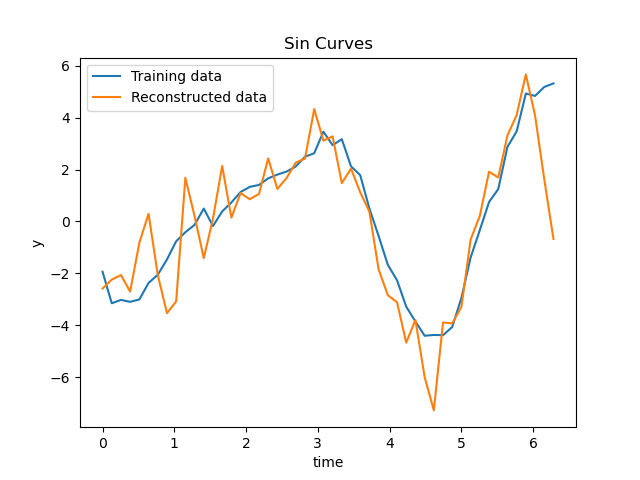 Sin Curves
Training data
Reconstructed data
y
6
4
2
0
−2
−4
−6
0 1 2 3 4 5 6
time